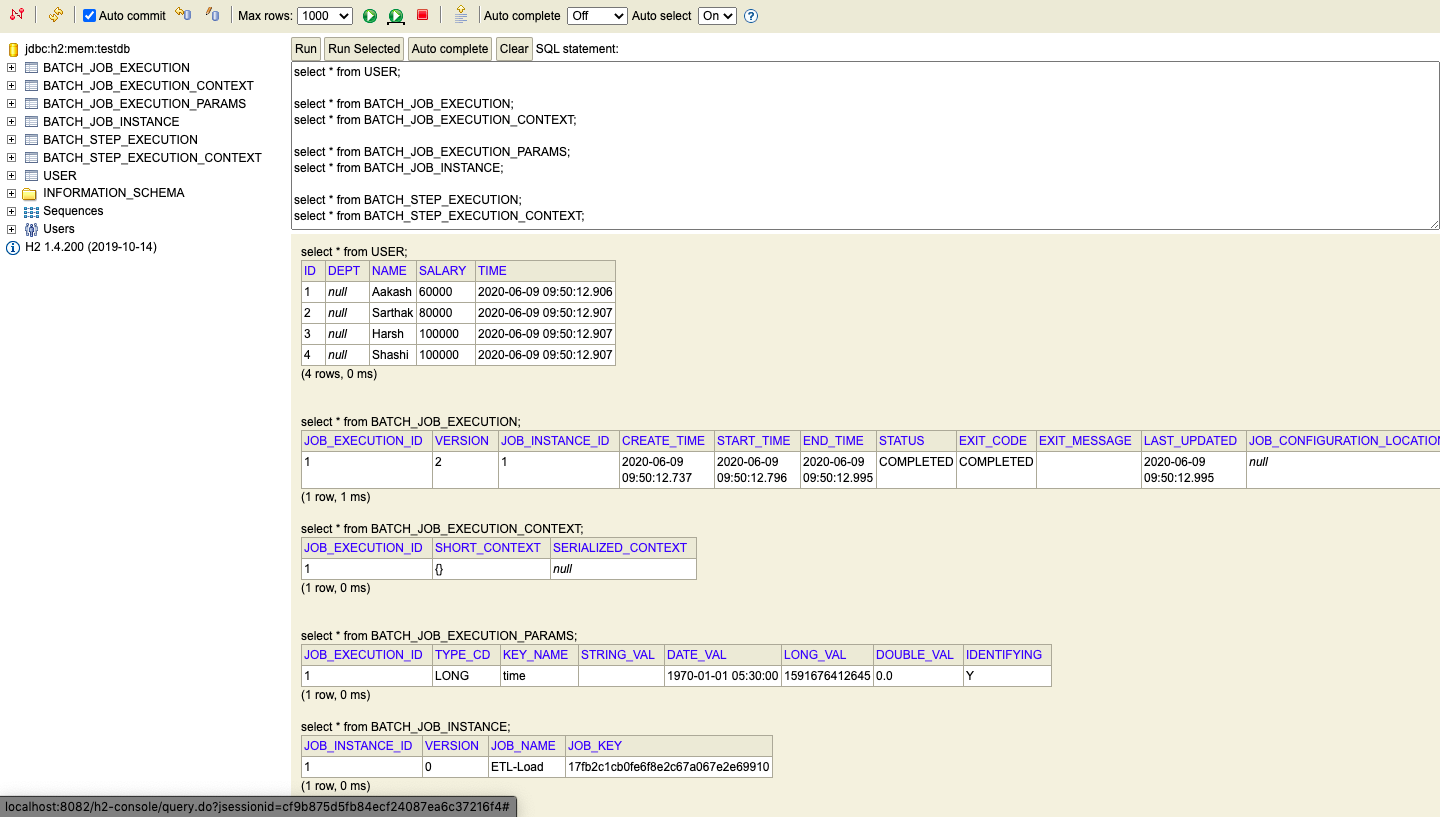 Auto commit Max rows: 1000 Auto complete Off Auto select On
jdbc:h2:mem:testdb
BATCH_JOB_EXECUTION
BATCH_JOB_EXECUTION_CONTEXT
BATCH_JOB_EXECUTION_PARAMS
BATCH_JOB_INSTANCE
BATCH_STEP_EXECUTION
BATCH_STEP_EXECUTION_CONTEXT
USER
INFORMATION_SCHEMA
Sequences
Users
H2 1.4.200 (2019-10-14)
Run Run Selected Auto complete Clear SQL statement:
select * from USER;
select * from BATCH_JOB_EXECUTION;
select * from BATCH_JOB_EXECUTION_CONTEXT;
select * from BATCH_JOB_EXECUTION_PARAMS;
select * from BATCH_JOB_INSTANCE;
select * from BATCH_STEP_EXECUTION;
select * from BATCH_STEP_EXECUTION_CONTEXT;
select * from USER;
ID DEPT NAME SALARY TIME
1 null Aakash 60000 2020-06-09 09:50:12.906
2 null Sarthak 80000 2020-06-09 09:50:12.907
3 null Harsh 100000 2020-06-09 09:50:12.907
4 null Shashi 100000 2020-06-09 09:50:12.907
(4 rows, 0 ms)
select * from BATCH_JOB_EXECUTION;
JOB_EXECUTION_ID VERSION JOB_INSTANCE_ID CREATE_TIME START_TIME END_TIME STATUS EXIT_CODE EXIT_MESSAGE LAST_UPDATED JOB_CONFIGURATION_LOCATION
1 2 1 2020-06-09 2020-06-09 2020-06-09 COMPLETED COMPLETED 2020-06-09 null
09:50:12.737 09:50:12.796 09:50:12.995 09:50:12.995
(1 row, 1 ms)
select * from BATCH_JOB_EXECUTION_CONTEXT;
JOB_EXECUTION_ID SHORT_CONTEXT SERIALIZED_CONTEXT
1 {} null
(1 row, 0 ms)
select * from BATCH_JOB_EXECUTION_PARAMS;
JOB_EXECUTION_ID TYPE_CD KEY_NAME STRING_VAL DATE_VAL LONG_VAL DOUBLE_VAL IDENTIFYING
1 LONG time 1970-01-01 05:30:00 1591676412645 0.0 Y
(1 row, 0 ms)
select * from BATCH_JOB_INSTANCE;
JOB_INSTANCE_ID VERSION JOB_NAME JOB_KEY
1 0 ETL-Load 17fb2c1cb0fe6f8e2c67a067e2e69910
(1 row, 0 ms)
localhost:8082/h2-console/query.do?jsessionid=cf9b875d5fb84ecf24087ea6c37216f4#